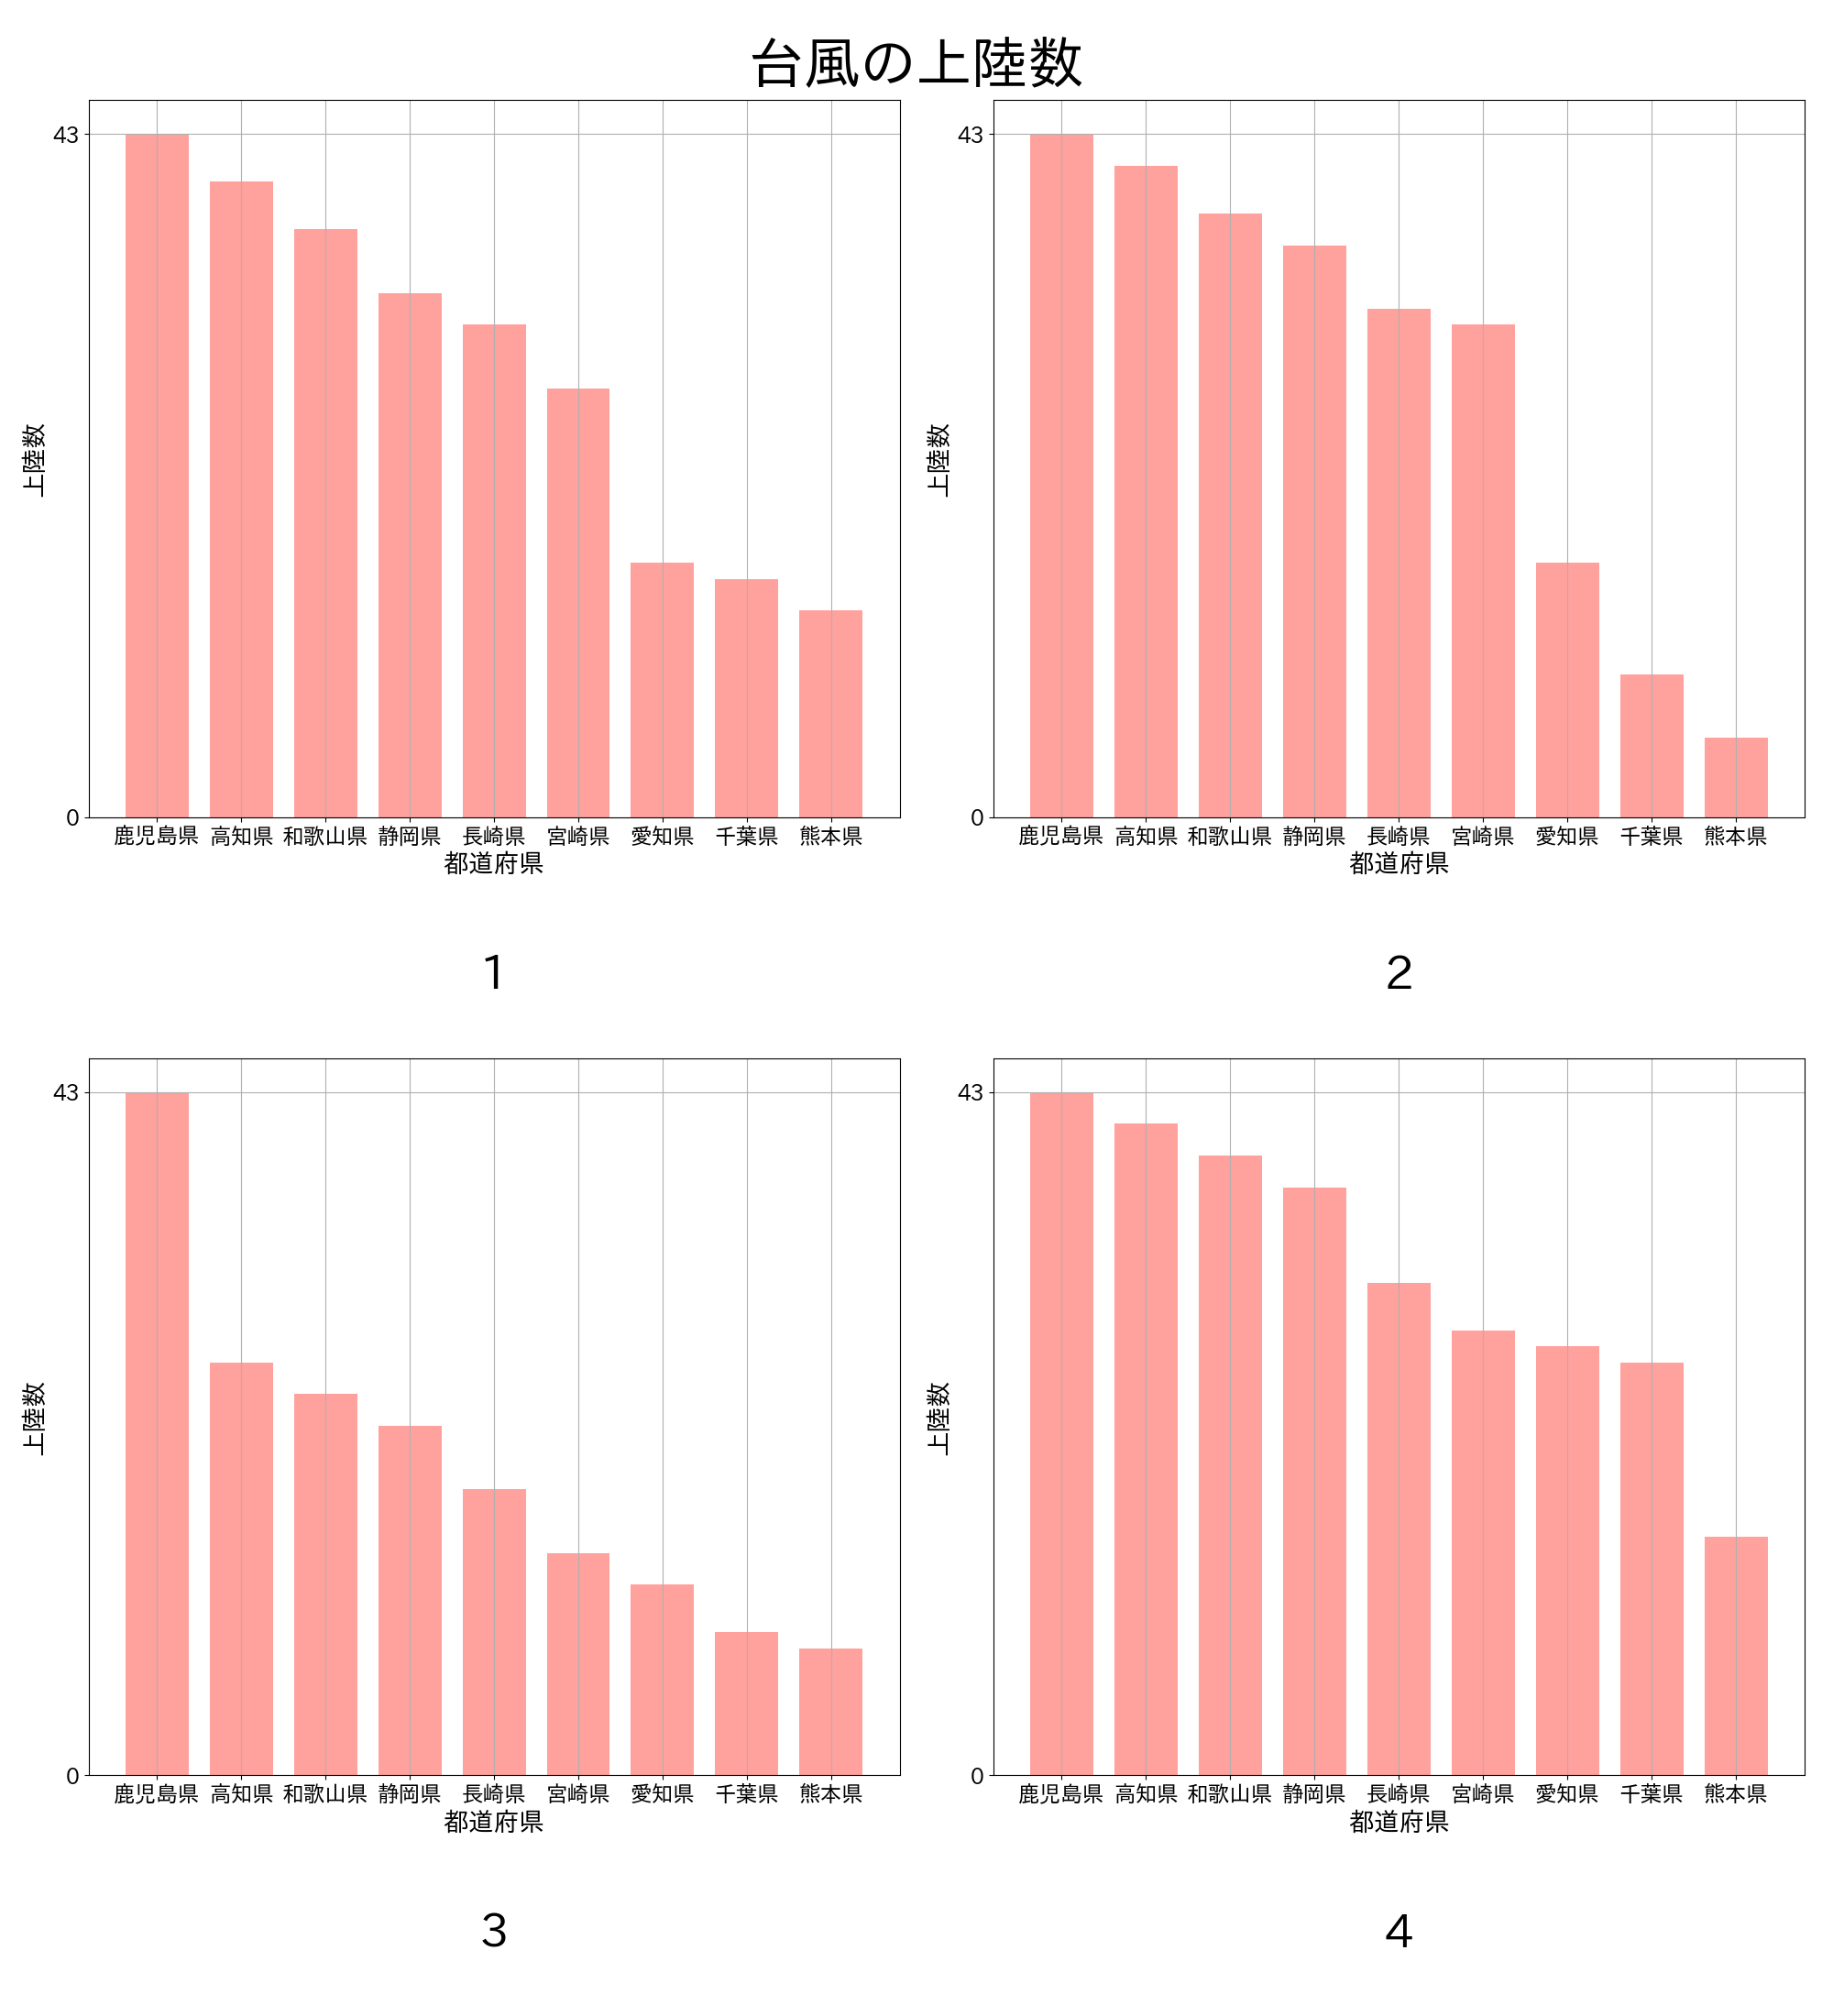 台風の上陸数
43
0
上陸数
鹿児島県 高知県 和歌山県 静岡県 長崎県 宮崎県 愛知県 千葉県 熊本県
都道府県
1
43
0
上陸数
鹿児島県 高知県 和歌山県 静岡県 長崎県 宮崎県 愛知県 千葉県 熊本県
都道府県
2
43
0
上陸数
鹿児島県 高知県 和歌山県 静岡県 長崎県 宮崎県 愛知県 千葉県 熊本県
都道府県
3
43
0
上陸数
鹿児島県 高知県 和歌山県 静岡県 長崎県 宮崎県 愛知県 千葉県 熊本県
都道府県
4